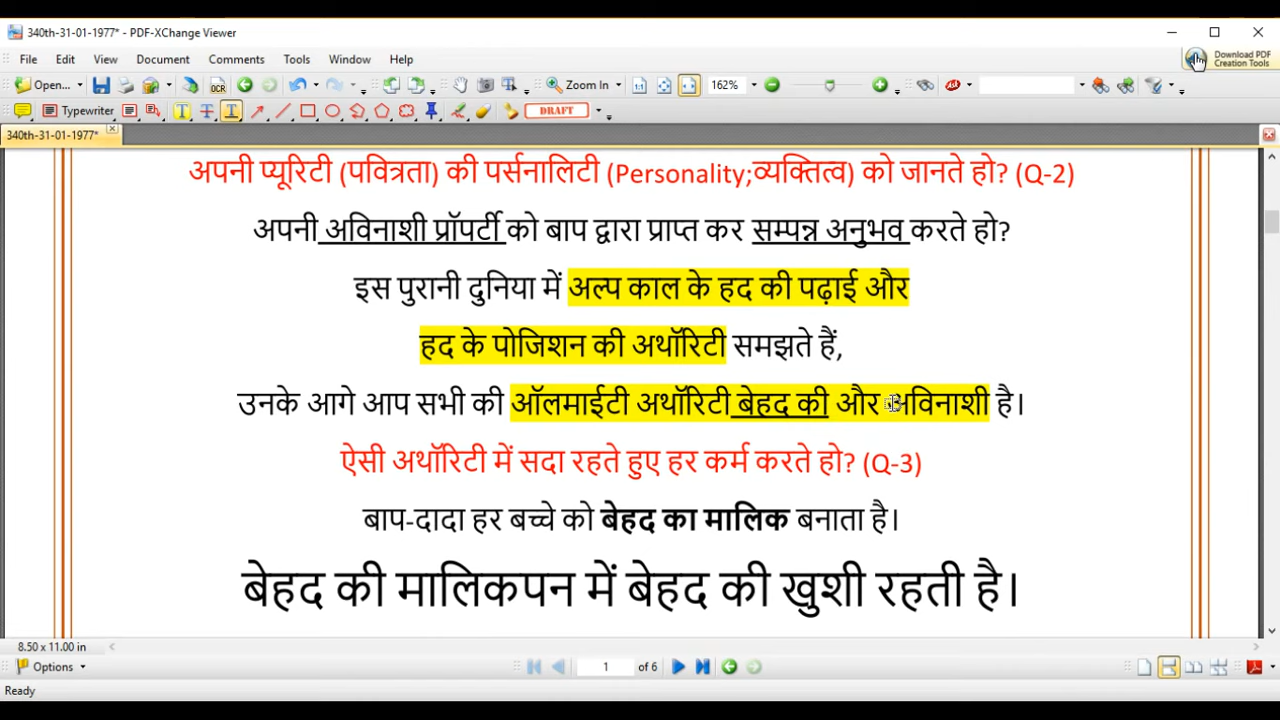 340th-31-01-1977* - PDF-XChange Viewer
File Edit View Document Comments Tools Window Help
Download PDF
Creation Tools
Open... OCR Zoom In 162%
Typewriter DRAFT
340th-31-01-1977*
अपनी प्यूरिटी (पवित्रता) की पर्सनालिटी (Personality;व्यक्तित्व) को जानते हो? (Q-2)
अपनी अविनाशी प्रॉपर्टी को बाप द्वारा प्राप्त कर सम्पन्न अनुभव करते हो?
इस पुरानी दुनिया में अल्प काल के हद की पढ़ाई और
हद के पोजिशन की अथॉरिटी समझते हैं,
उनके आगे आप सभी की ऑलमाईटी अथॉरिटी बेहद की और अविनाशी है।
ऐसी अथॉरिटी में सदा रहते हुए हर कर्म करते हो? (Q-3)
बाप-दादा हर बच्चे को बेहद का मालिक बनाता है।
बेहद की मालिकपन में बेहद की खुशी रहती है।
8.50 x 11.00 in
Options 1 of 6
Ready